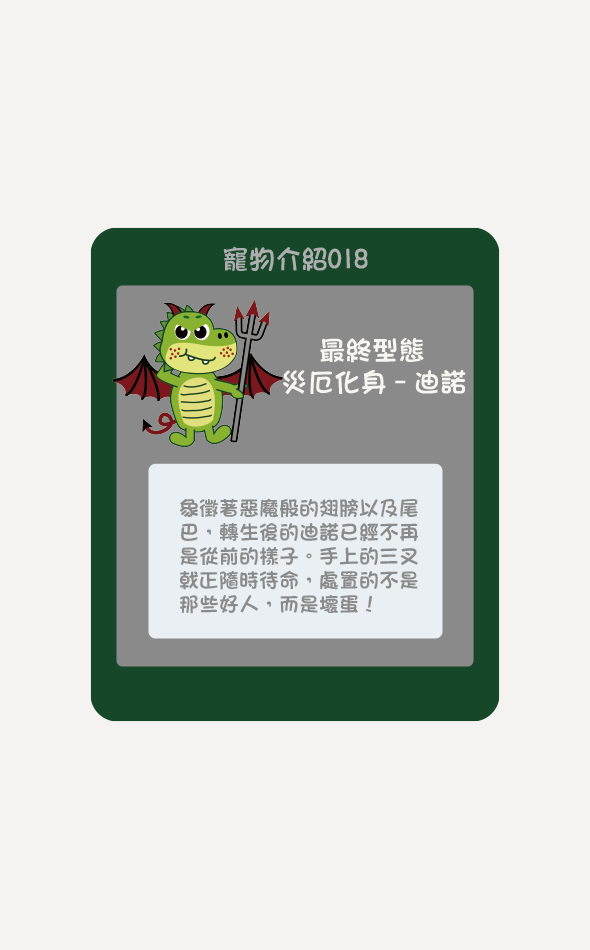 寵物介紹018
最終型態
災厄化身 - 迪諾
象徵著惡魔般的翅膀以及尾
巴，轉生後的迪諾已經不再
是從前的樣子。手上的三叉
戟正隨時待命，處置的不是
那些好人，而是壞蛋！